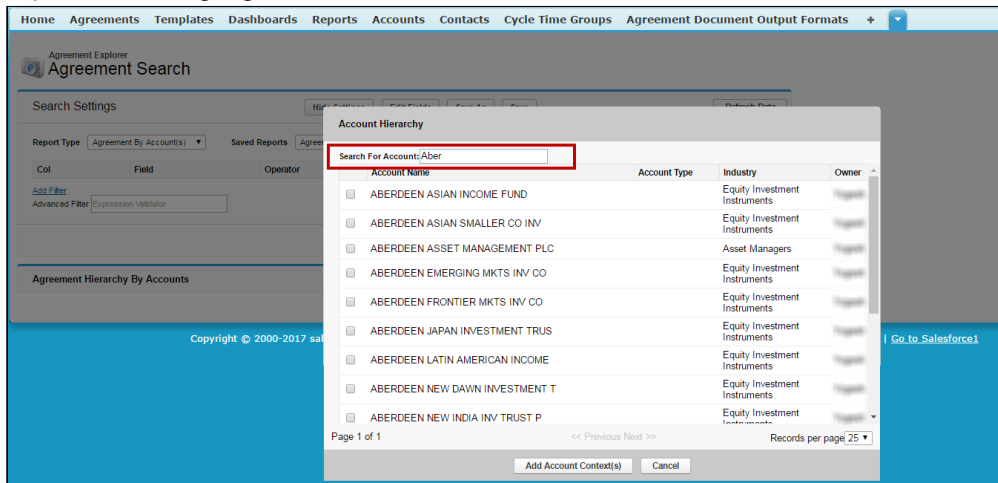 Home Agreements Templates Dashboards Reports Accounts Contacts Cycle Time Groups Agreement Document Output Formats +
Agreement Explorer
Agreement Search
Search Settings
Report Type Agreement By Account(s) Saved Reports
Col Field Operator
Add Filter
Advanced Filter Expression Validator
Agreement Hierarchy By Accounts
Account Hierarchy
Search For Account: Aber
Account Name Account Type Industry Owner
ABERDEEN ASIAN INCOME FUND Equity Investment
Instruments
ABERDEEN ASIAN SMALLER CO INV Equity Investment
Instruments
ABERDEEN ASSET MANAGEMENT PLC Asset Managers
ABERDEEN EMERGING MKTS INV CO Equity Investment
Instruments
ABERDEEN FRONTIER MKTS INV CO Equity Investment
Instruments
ABERDEEN JAPAN INVESTMENT TRUS Equity Investment
Instruments
ABERDEEN LATIN AMERICAN INCOME Equity Investment
Instruments
ABERDEEN NEW DAWN INVESTMENT T Equity Investment
Instruments
ABERDEEN NEW INDIA INV TRUST P Equity Investment
Page 1 of 1 << Previous Next >> Records per page 25
Add Account Context(s) Cancel
Copyright © 2000-2017 sal
| Go to Salesforce1